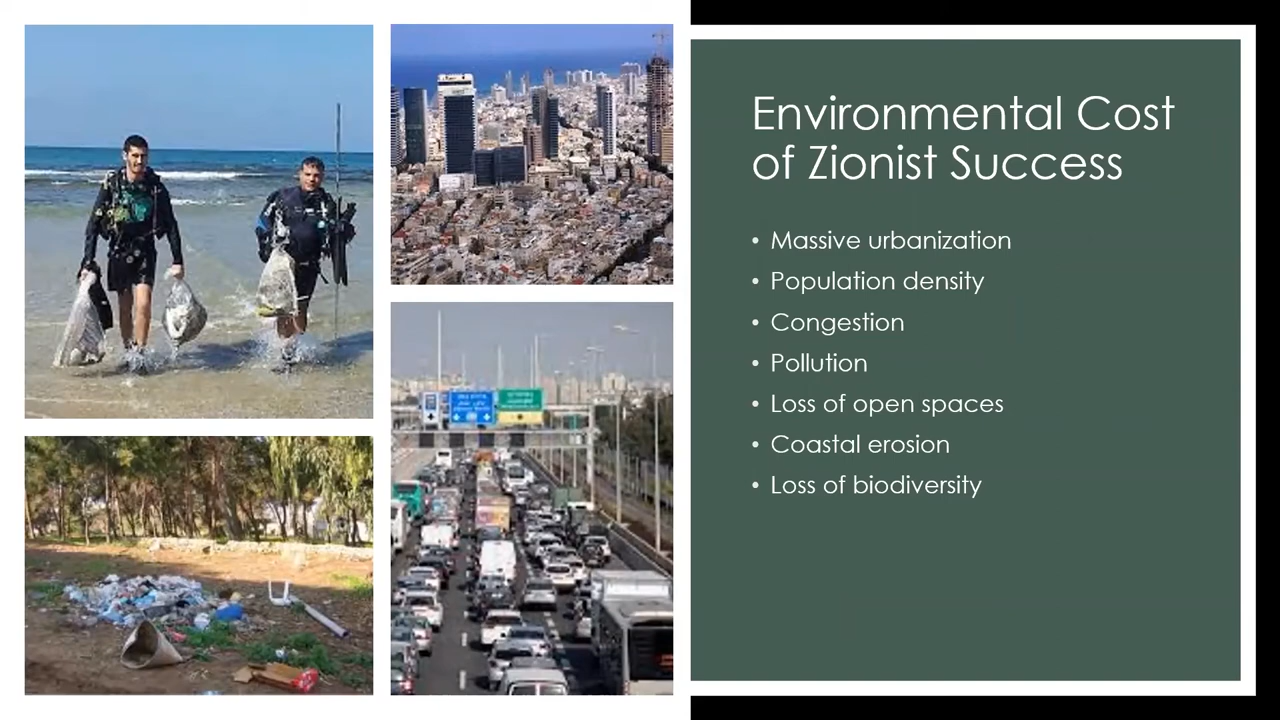 Environmental Cost
of Zionist Success
• Massive urbanization
• Population density
• Congestion
• Pollution
• Loss of open spaces
• Coastal erosion
• Loss of biodiversity